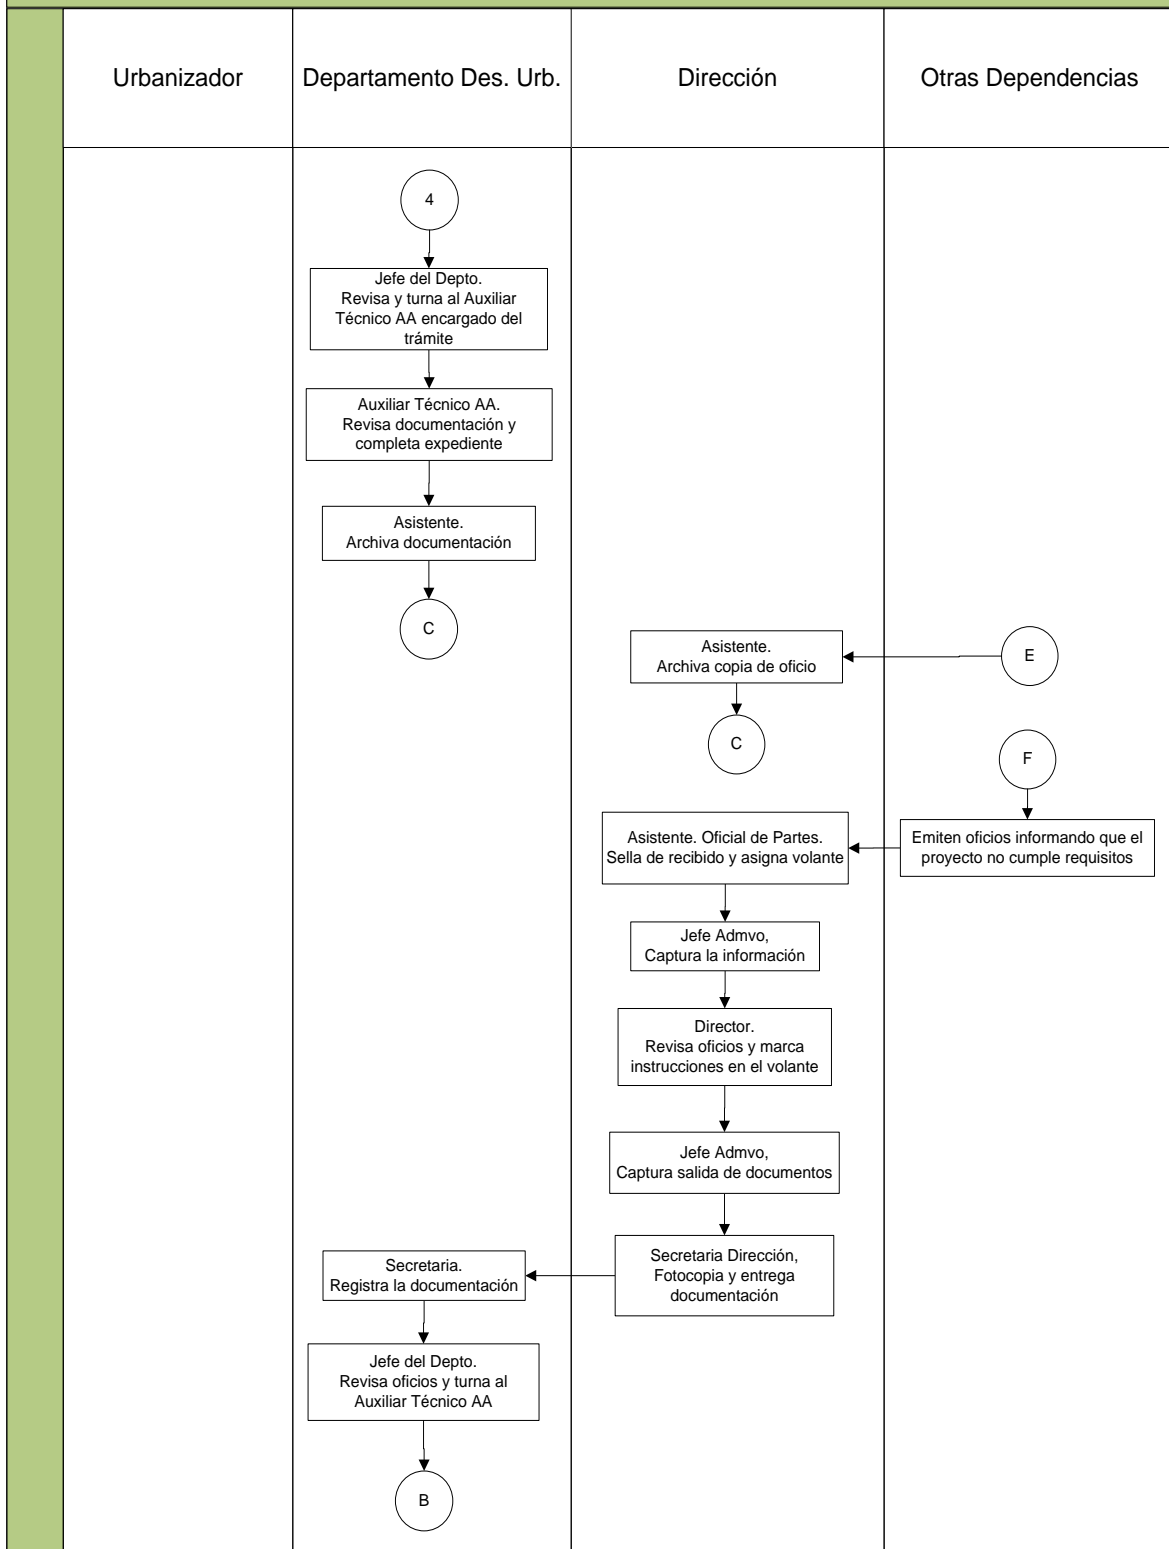 Urbanizador
Departamento Des. Urb.
Dirección
Otras Dependencias
4
Jefe del Depto.
Revisa y turna al Auxiliar
Técnico AA encargado del
trámite
Auxiliar Técnico AA.
Revisa documentación y
completa expediente
Asistente.
Archiva documentación
C
Asistente.
Archiva copia de oficio
E
C
F
Emiten oficios informando que el
proyecto no cumple requisitos
Asistente. Oficial de Partes.
Sella de recibido y asigna volante
Jefe Admvo,
Captura la información
Director.
Revisa oficios y marca
instrucciones en el volante
Jefe Admvo,
Captura salida de documentos
Secretaria Dirección,
Fotocopia y entrega
documentación
Secretaria.
Registra la documentación
Jefe del Depto.
Revisa oficios y turna al
Auxiliar Técnico AA
B